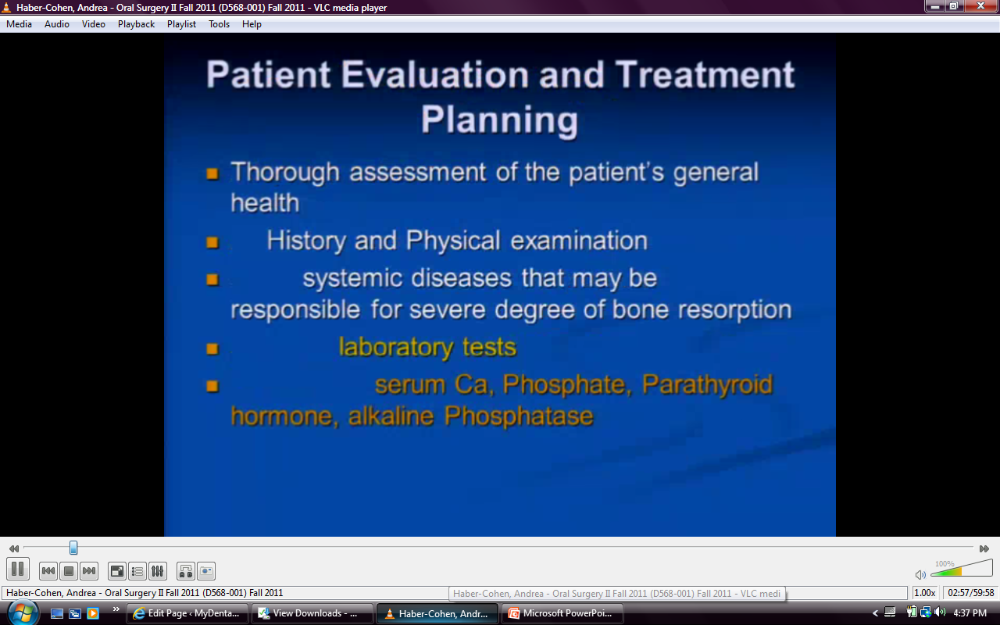 Haber-Cohen, Andrea - Oral Surgery II Fall 2011 (D568-001) Fall 2011 - VLC media player
Media Audio Video Playback Playlist Tools Help
Patient Evaluation and Treatment
Planning
Thorough assessment of the patient's general
health
History and Physical examination
systemic diseases that may be
responsible for severe degree of bone resorption
laboratory tests
serum Ca, Phosphate, Parathyroid
hormone, alkaline Phosphatase
100%
Haber-Cohen, Andrea - Oral Surgery II Fall 2011 (D568-001) Fall 2011
Haber-Cohen, Andrea - Oral Surgery II Fall 2011 (D568-001) Fall 2011 - VLC medi
1.00x 02:57/59:58
Edit Page ‹ MyDenta... View Downloads - ... Haber-Cohen, Andr... Microsoft PowerPoi... 4:37 PM